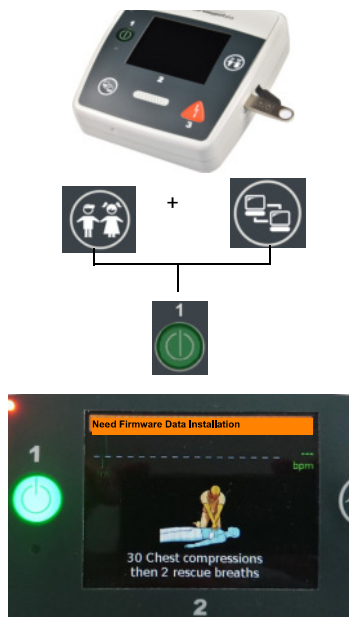 1
2
3
+
1
Need Firmware Data Installation
1
---
bpm
30 Chest compressions
then 2 rescue breaths
2